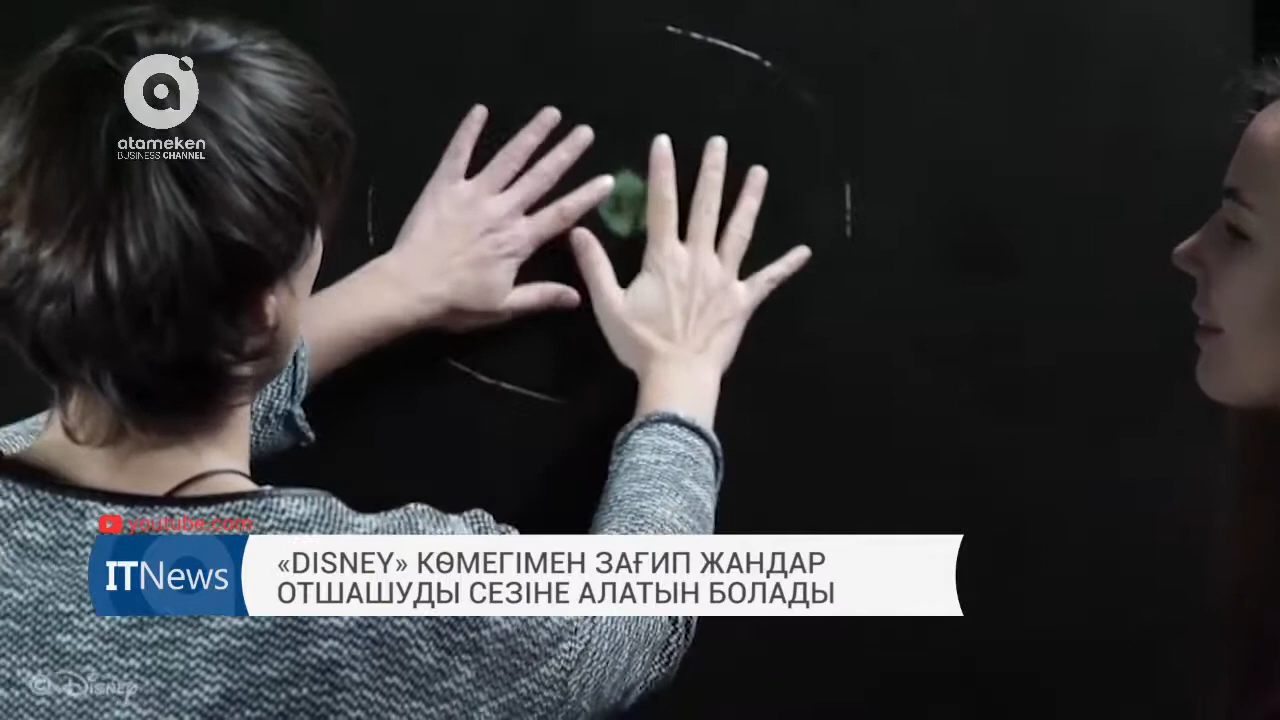 atameken
BUSINESS CHANNEL
youtube.com
ITNews
«DISNEY» КӨМЕГІМЕН ЗАҒИП ЖАНДАР
ОТШАШУДЫ СЕЗІНЕ АЛАТЫН БОЛАДЫ
© DISNEY